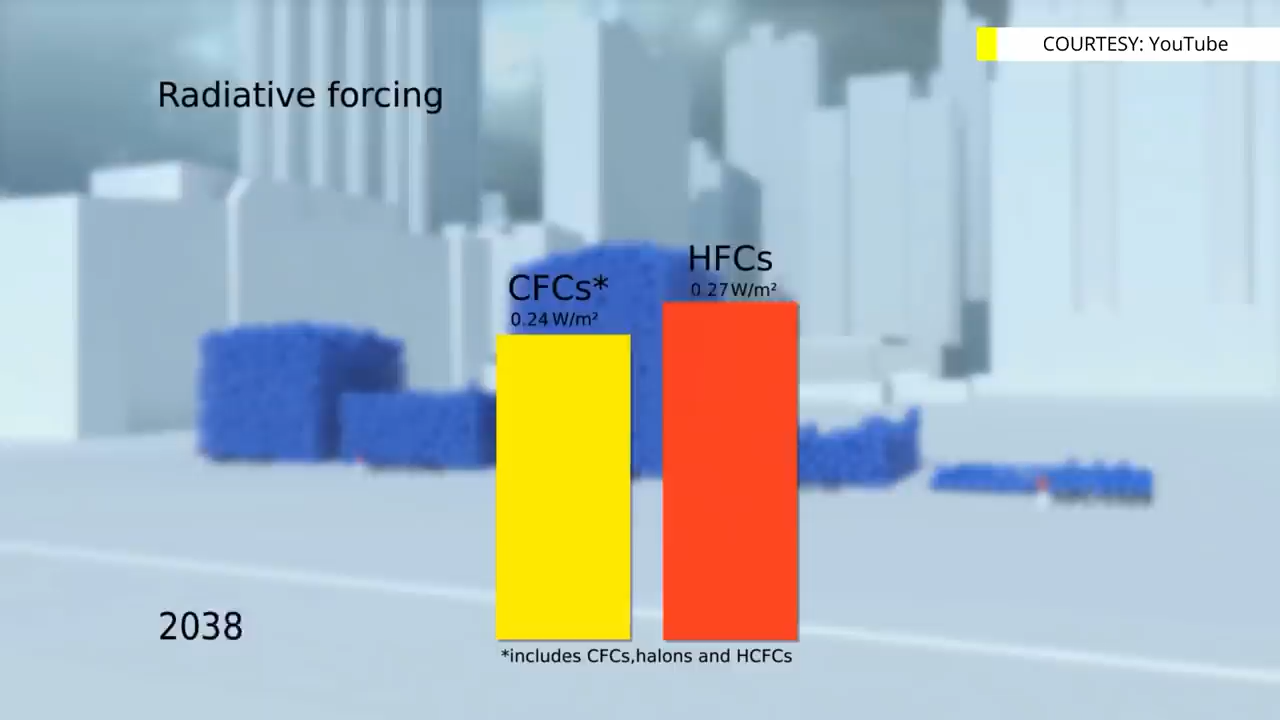 COURTESY: YouTube
Radiative forcing
HFCs
0.27 W/m²
CFCs*
0.24 W/m²
2038
*includes CFCs,halons and HCFCs